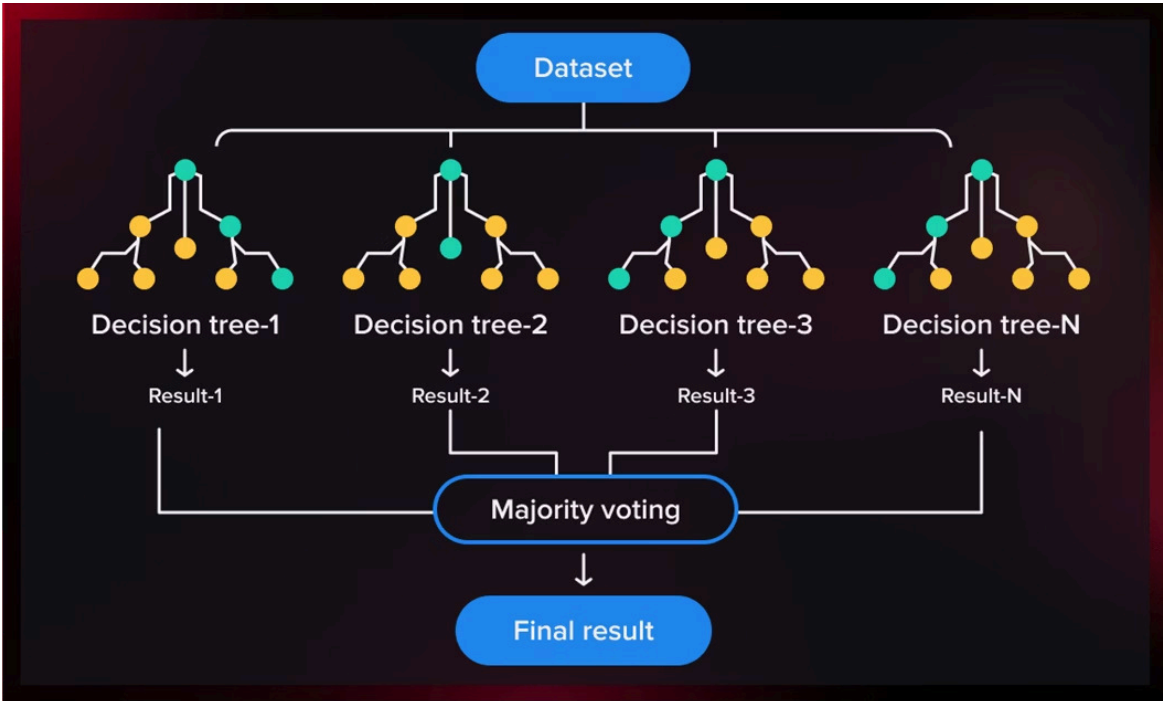 Dataset
Decision tree-1
Decision tree-2
Decision tree-3
Decision tree-N
Result-1
Result-2
Result-3
Result-N
Majority voting
Final result